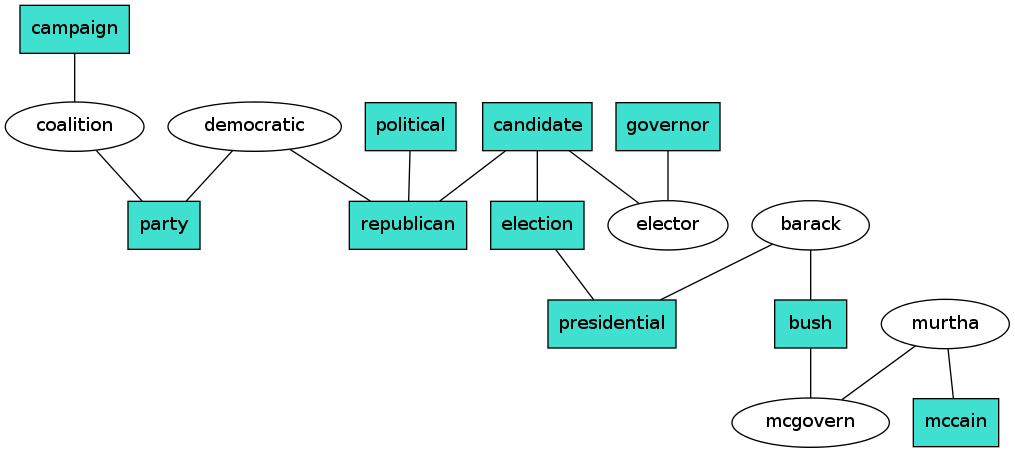 campaign
coalition
democratic
political
candidate
governor
party
republican
election
elector
barack
presidential
bush
murtha
mcgovern
mccain